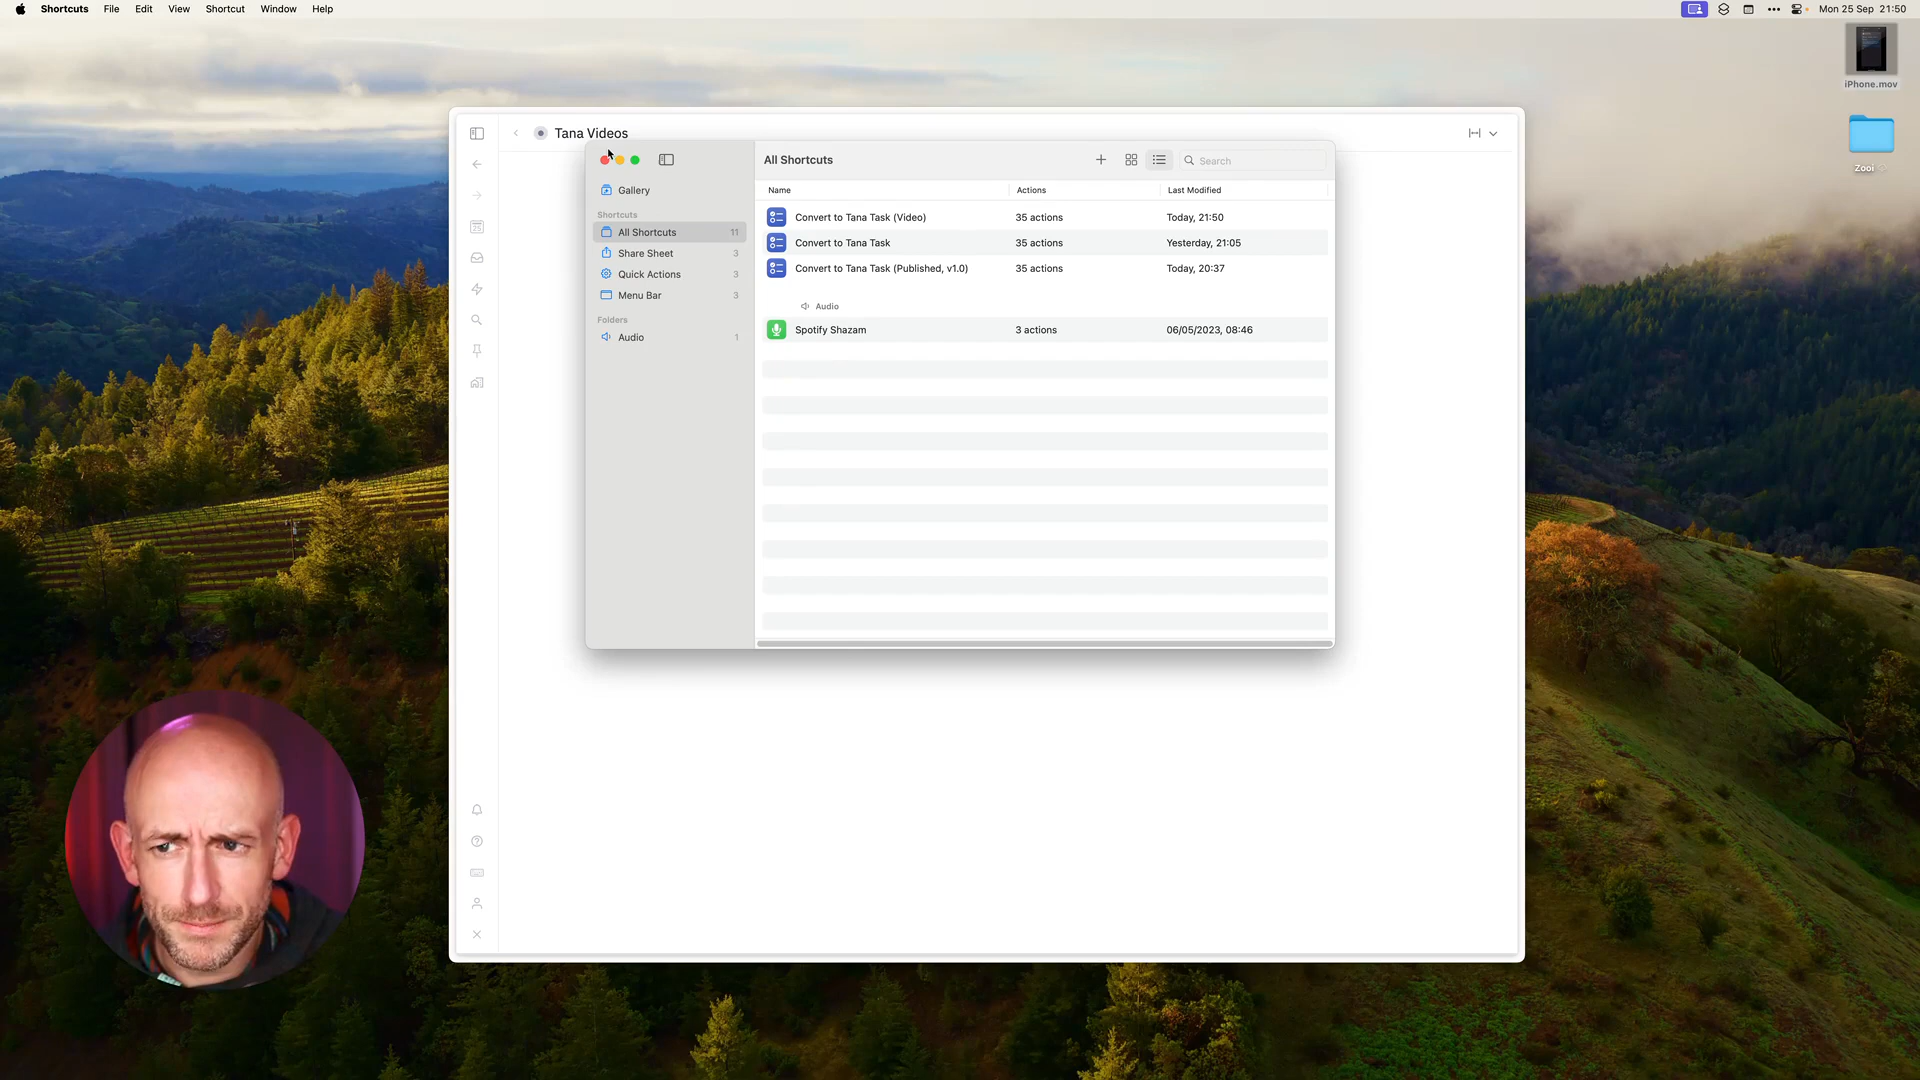 Shortcuts File Edit View Shortcut Window Help
Mon 25 Sep 21:50
iPhone.mov
Zooi
Tana Videos
25
All Shortcuts
Search
Gallery
Shortcuts
All Shortcuts 11
Share Sheet 3
Quick Actions 3
Menu Bar 3
Folders
Audio 1
Name Actions Last Modified
Convert to Tana Task (Video) 35 actions Today, 21:50
Convert to Tana Task 35 actions Yesterday, 21:05
Convert to Tana Task (Published, v1.0) 35 actions Today, 20:37
Audio
Spotify Shazam 3 actions 06/05/2023, 08:46